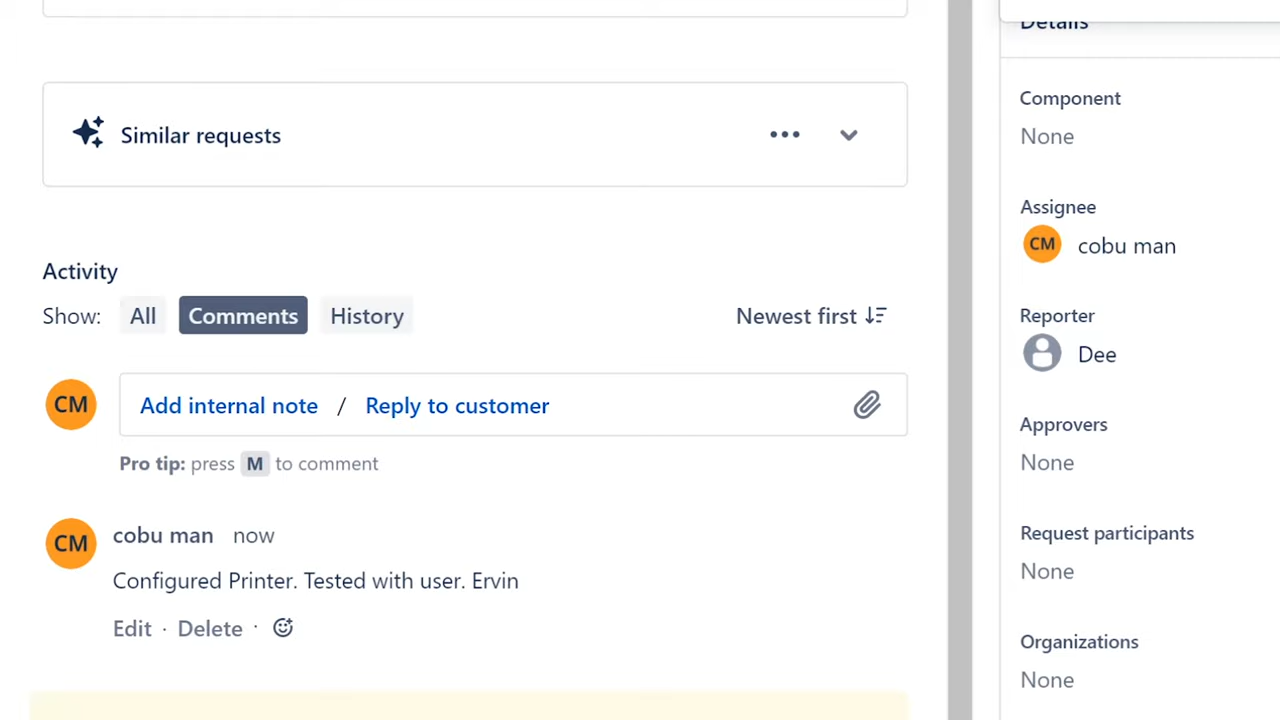 Similar requests
Activity
Show: All Comments History Newest first
CM Add internal note / Reply to customer
Pro tip: press M to comment
CM cobu man now
Configured Printer. Tested with user. Ervin
Edit · Delete ·
Details
Component
None
Assignee
CM cobu man
Reporter
Dee
Approvers
None
Request participants
None
Organizations
None